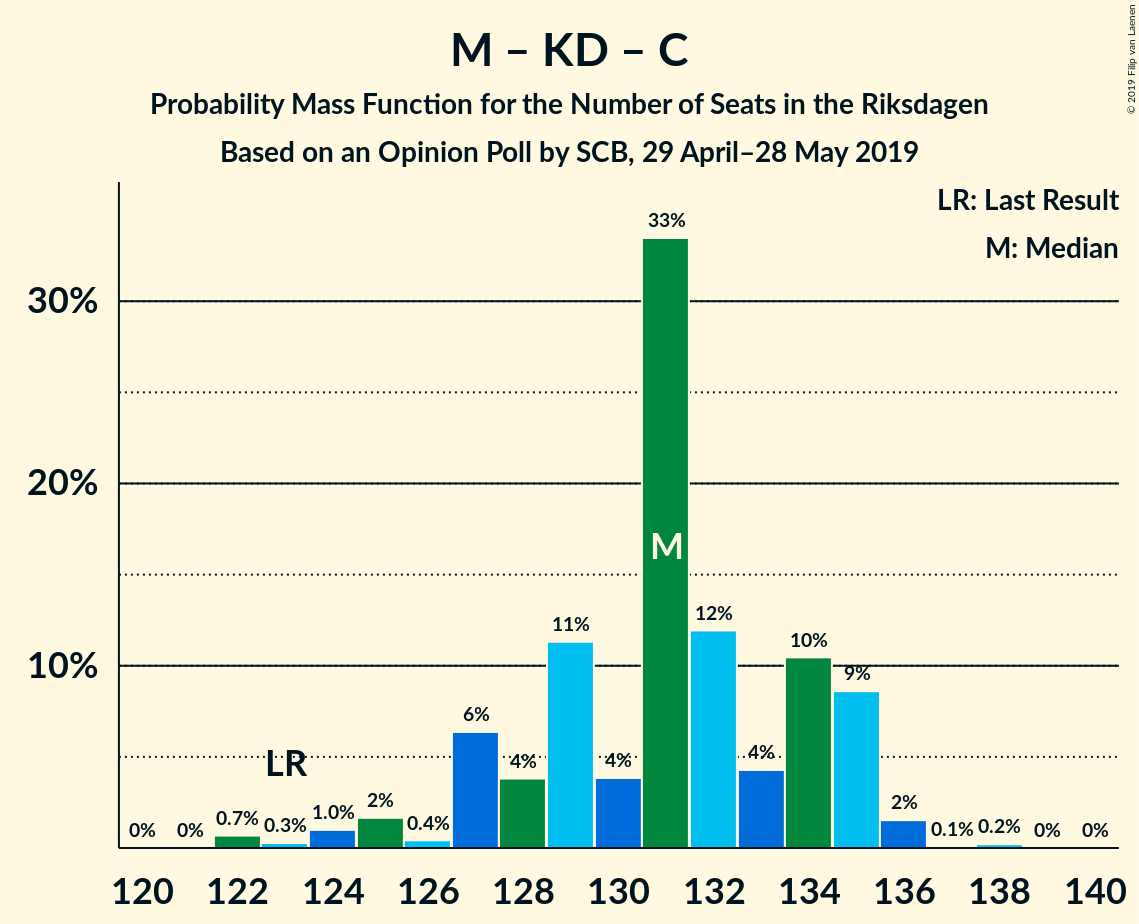 M – KD – C
Probability Mass Function for the Number of Seats in the Riksdagen
Based on an Opinion Poll by SCB, 29 April–28 May 2019
© 2019 Filip van Laenen
LR: Last Result
M: Median
33%
30%
20%
M
12%
11%
10%
10%
9%
6%
4%
4%
4%
LR
2%
2%
1.0%
0.7%
0.3%
0.4%
0.1%
0.2%
0%
0%
0%
0%
120 122 124 126 128 130 132 134 136 138 140